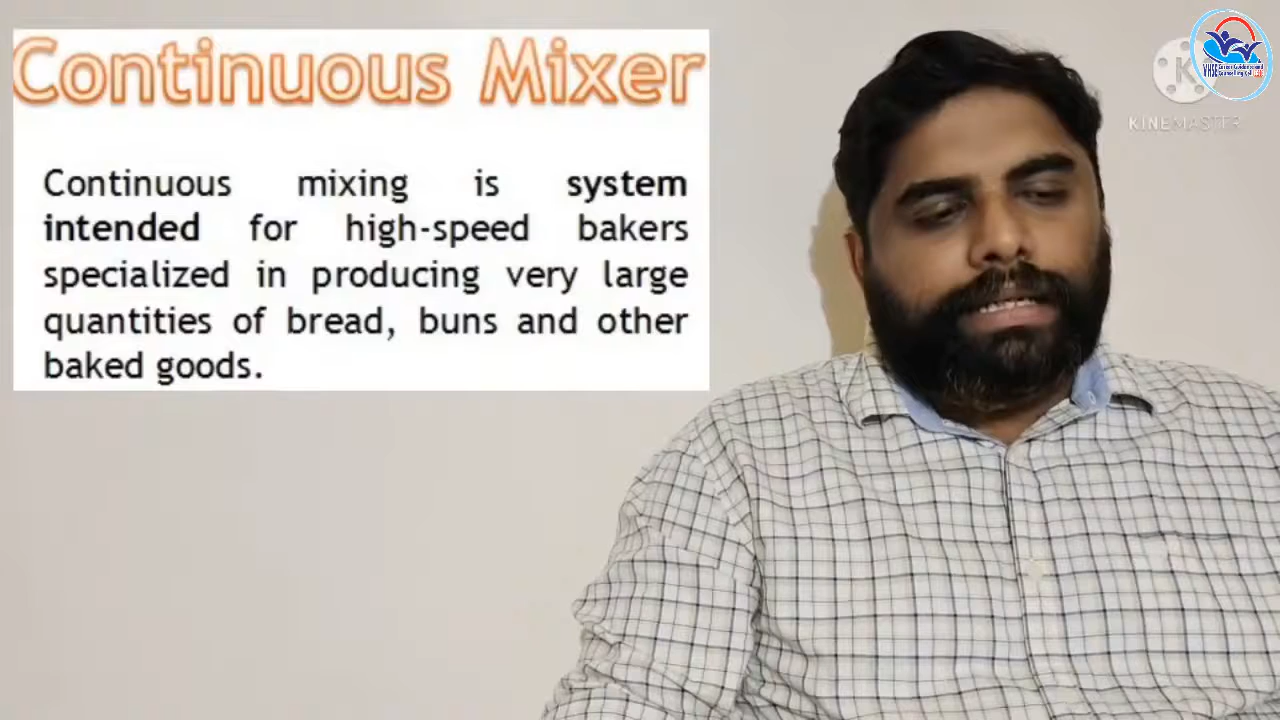 Continuous Mixer
Continuous mixing is system
intended for high-speed bakers
specialized in producing very large
quantities of bread, buns and other
baked goods.
KINEMASTER